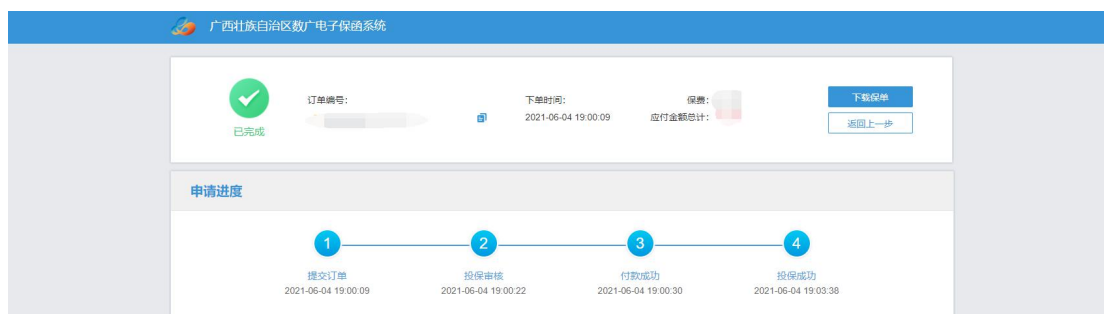 广西壮族自治区数广电子保函系统
已完成
订单编号：
下单时间：
2021-06-04 19:00:09
保费：
应付金额总计：
下载保单
返回上一步
申请进度
1
2
3
4
提交订单
投保审核
付款成功
投保成功
2021-06-04 19:00:09
2021-06-04 19:00:22
2021-06-04 19:00:30
2021-06-04 19:03:38